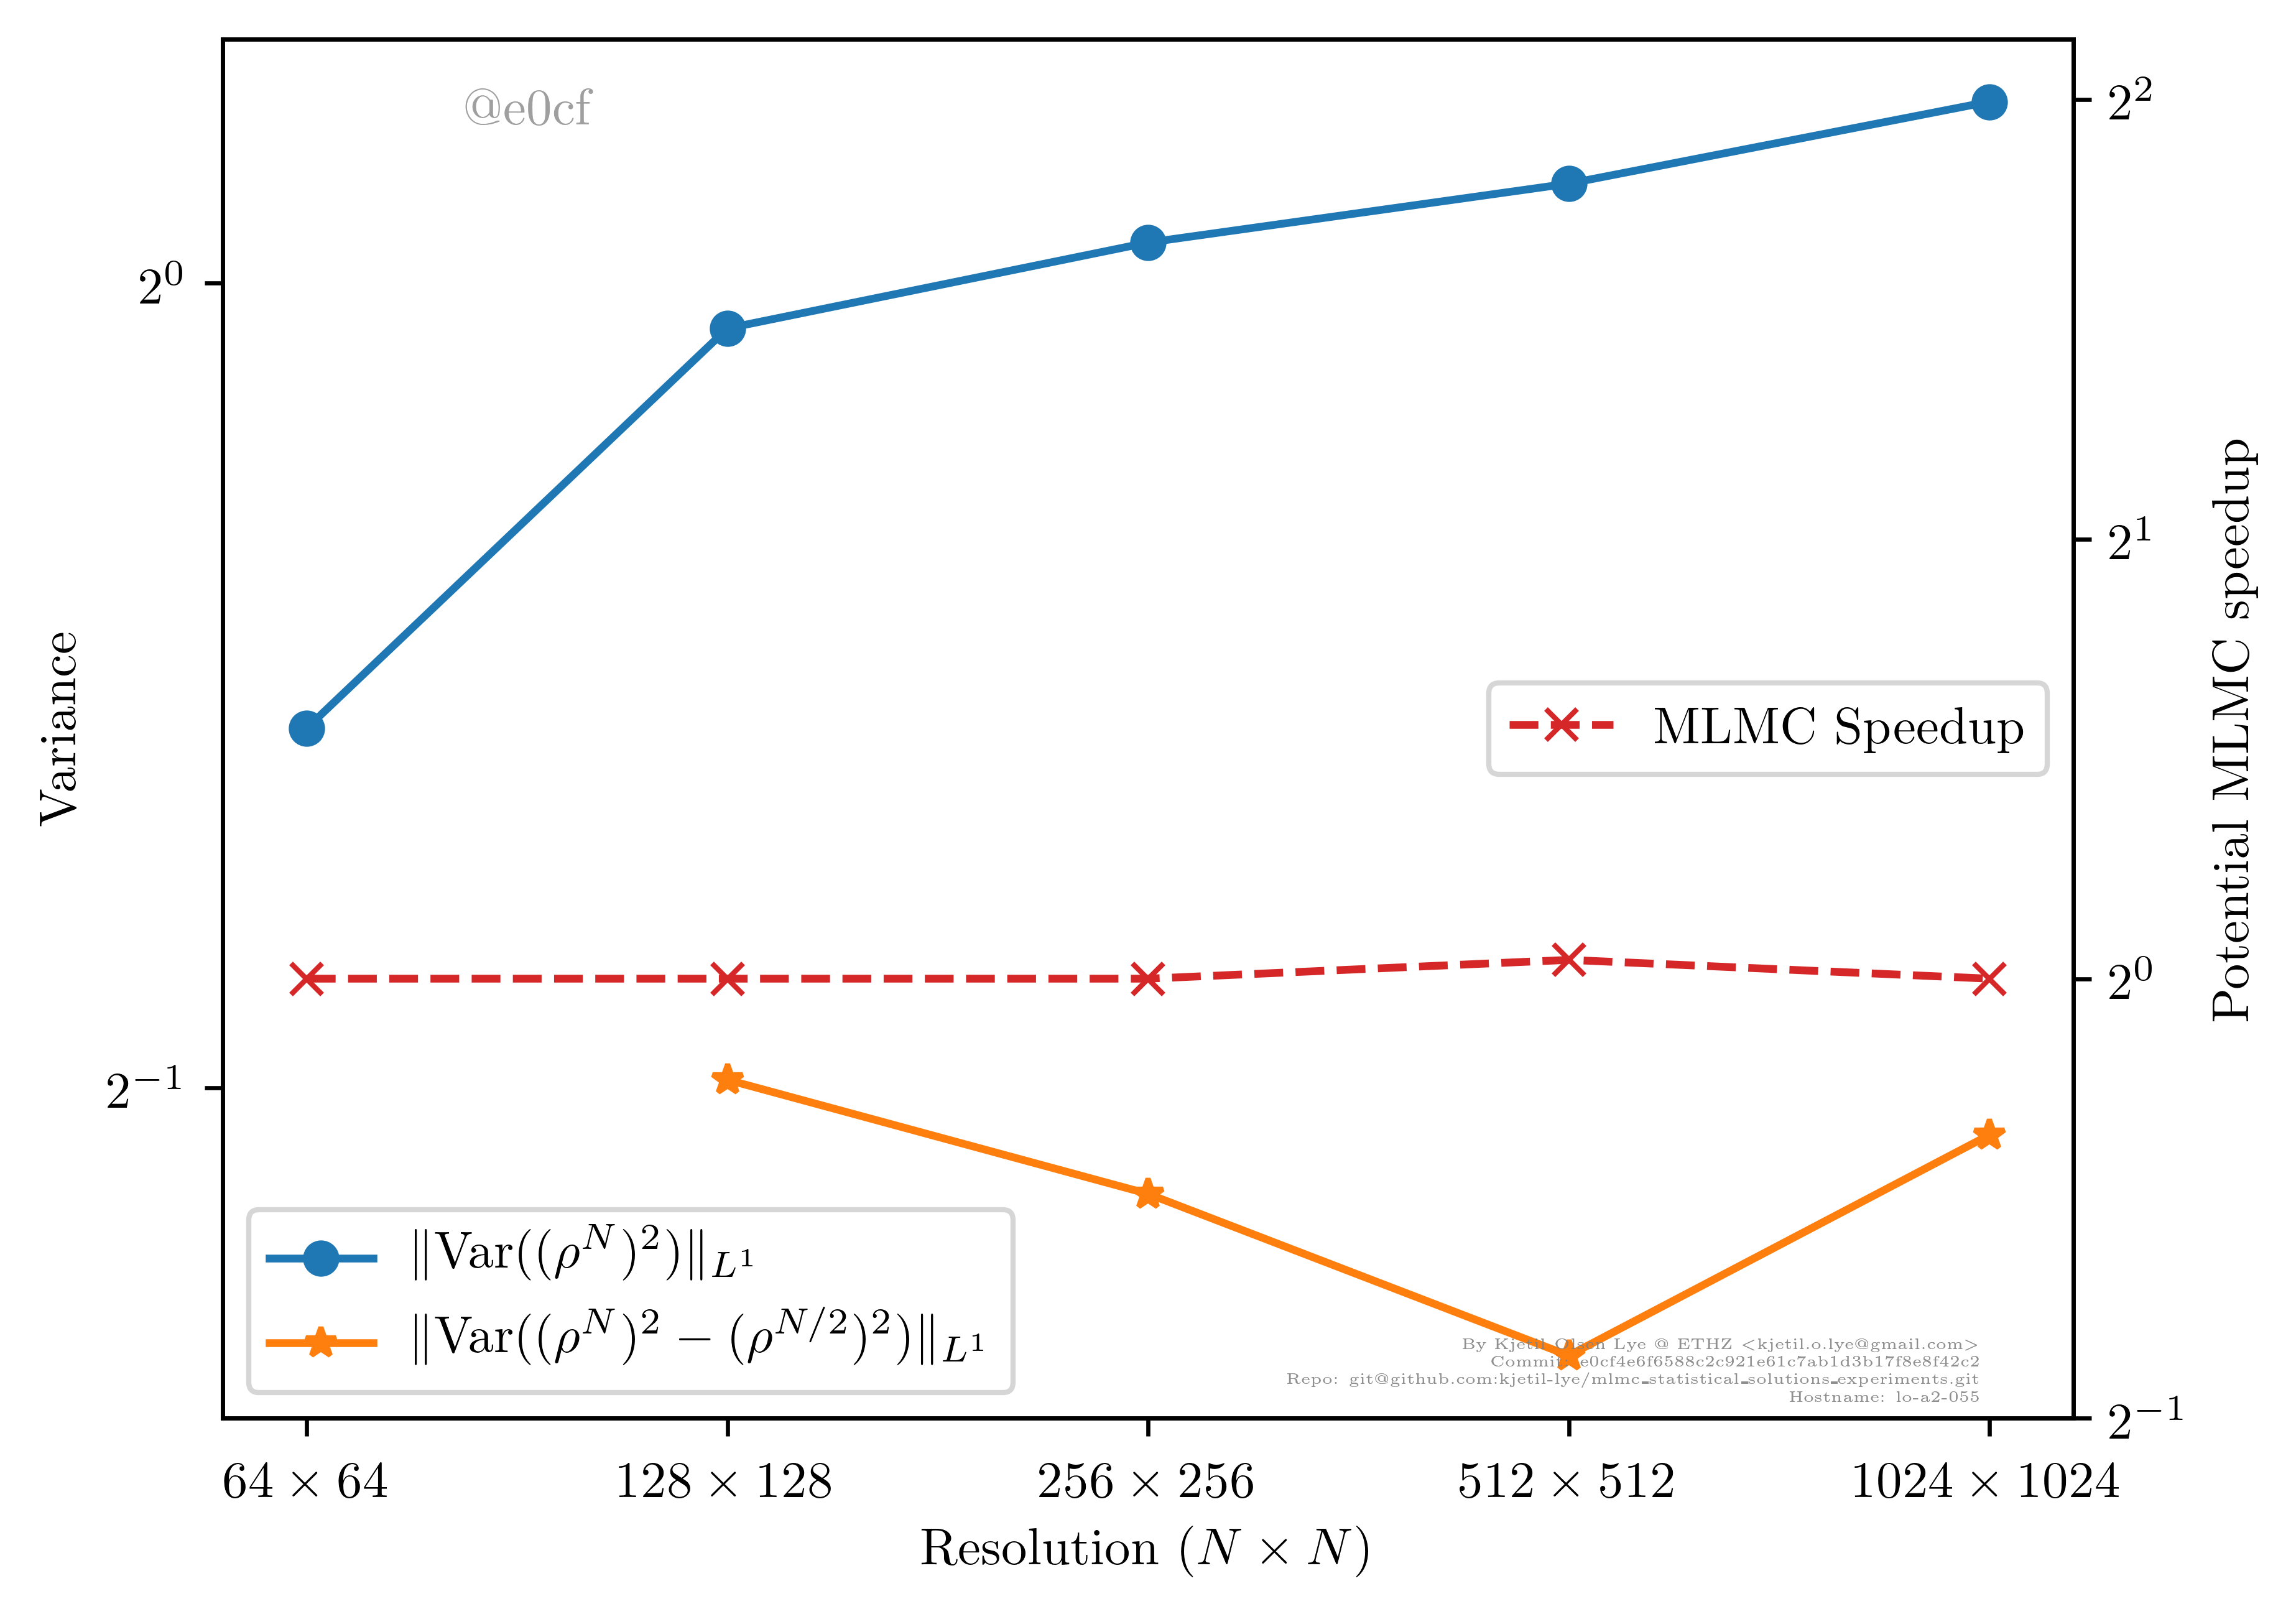 @e0cf
2^0
2^{-1}
Variance
2^2
2^1
2^0
2^{-1}
Potential MLMC speedup
MLMC Speedup
‖Var((ρ^N)^2)‖_{L^1}
‖Var((ρ^N)^2 − (ρ^{N/2})^2)‖_{L^1}
By Kjetil Olsen Lye @ ETHZ <kjetil.o.lye@gmail.com>
Commit: e0cf4e6f6588c2c921e61c7ab1d3b17f8e8f42c2
Repo: git@github.com:kjetil-lye/mlmc_statistical_solutions_experiments.git
Hostname: lo-a2-055
64 × 64 128 × 128 256 × 256 512 × 512 1024 × 1024
Resolution (N × N)